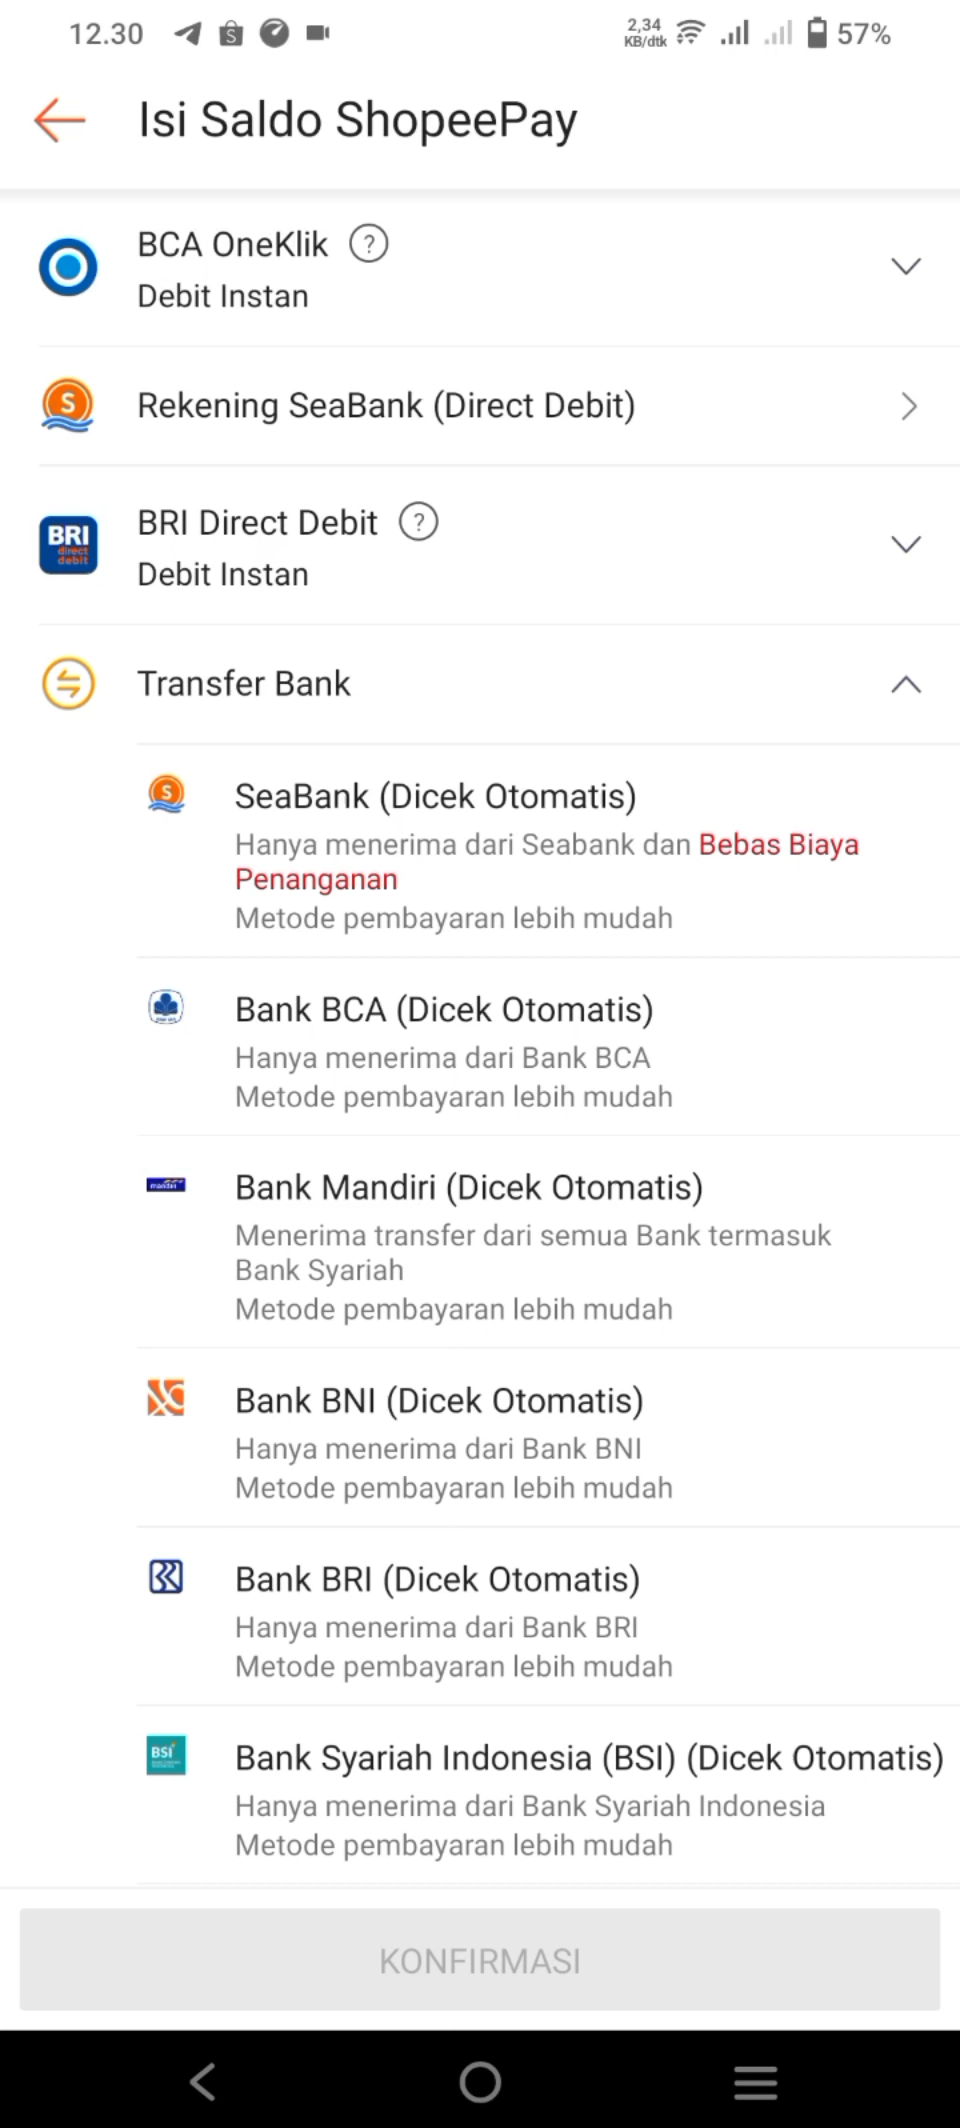 12.30
2,34
KB/dtk
57%
Isi Saldo ShopeePay
BCA OneKlik ?
Debit Instan
S
Rekening SeaBank (Direct Debit)
BRI
direct
debit
BRI Direct Debit ?
Debit Instan
Transfer Bank
S
SeaBank (Dicek Otomatis)
Hanya menerima dari Seabank dan Bebas Biaya
Penanganan
Metode pembayaran lebih mudah
Bank BCA (Dicek Otomatis)
Hanya menerima dari Bank BCA
Metode pembayaran lebih mudah
mandiri
Bank Mandiri (Dicek Otomatis)
Menerima transfer dari semua Bank termasuk
Bank Syariah
Metode pembayaran lebih mudah
Bank BNI (Dicek Otomatis)
Hanya menerima dari Bank BNI
Metode pembayaran lebih mudah
Bank BRI (Dicek Otomatis)
Hanya menerima dari Bank BRI
Metode pembayaran lebih mudah
BSI
Bank Syariah Indonesia (BSI) (Dicek Otomatis)
Hanya menerima dari Bank Syariah Indonesia
Metode pembayaran lebih mudah
KONFIRMASI